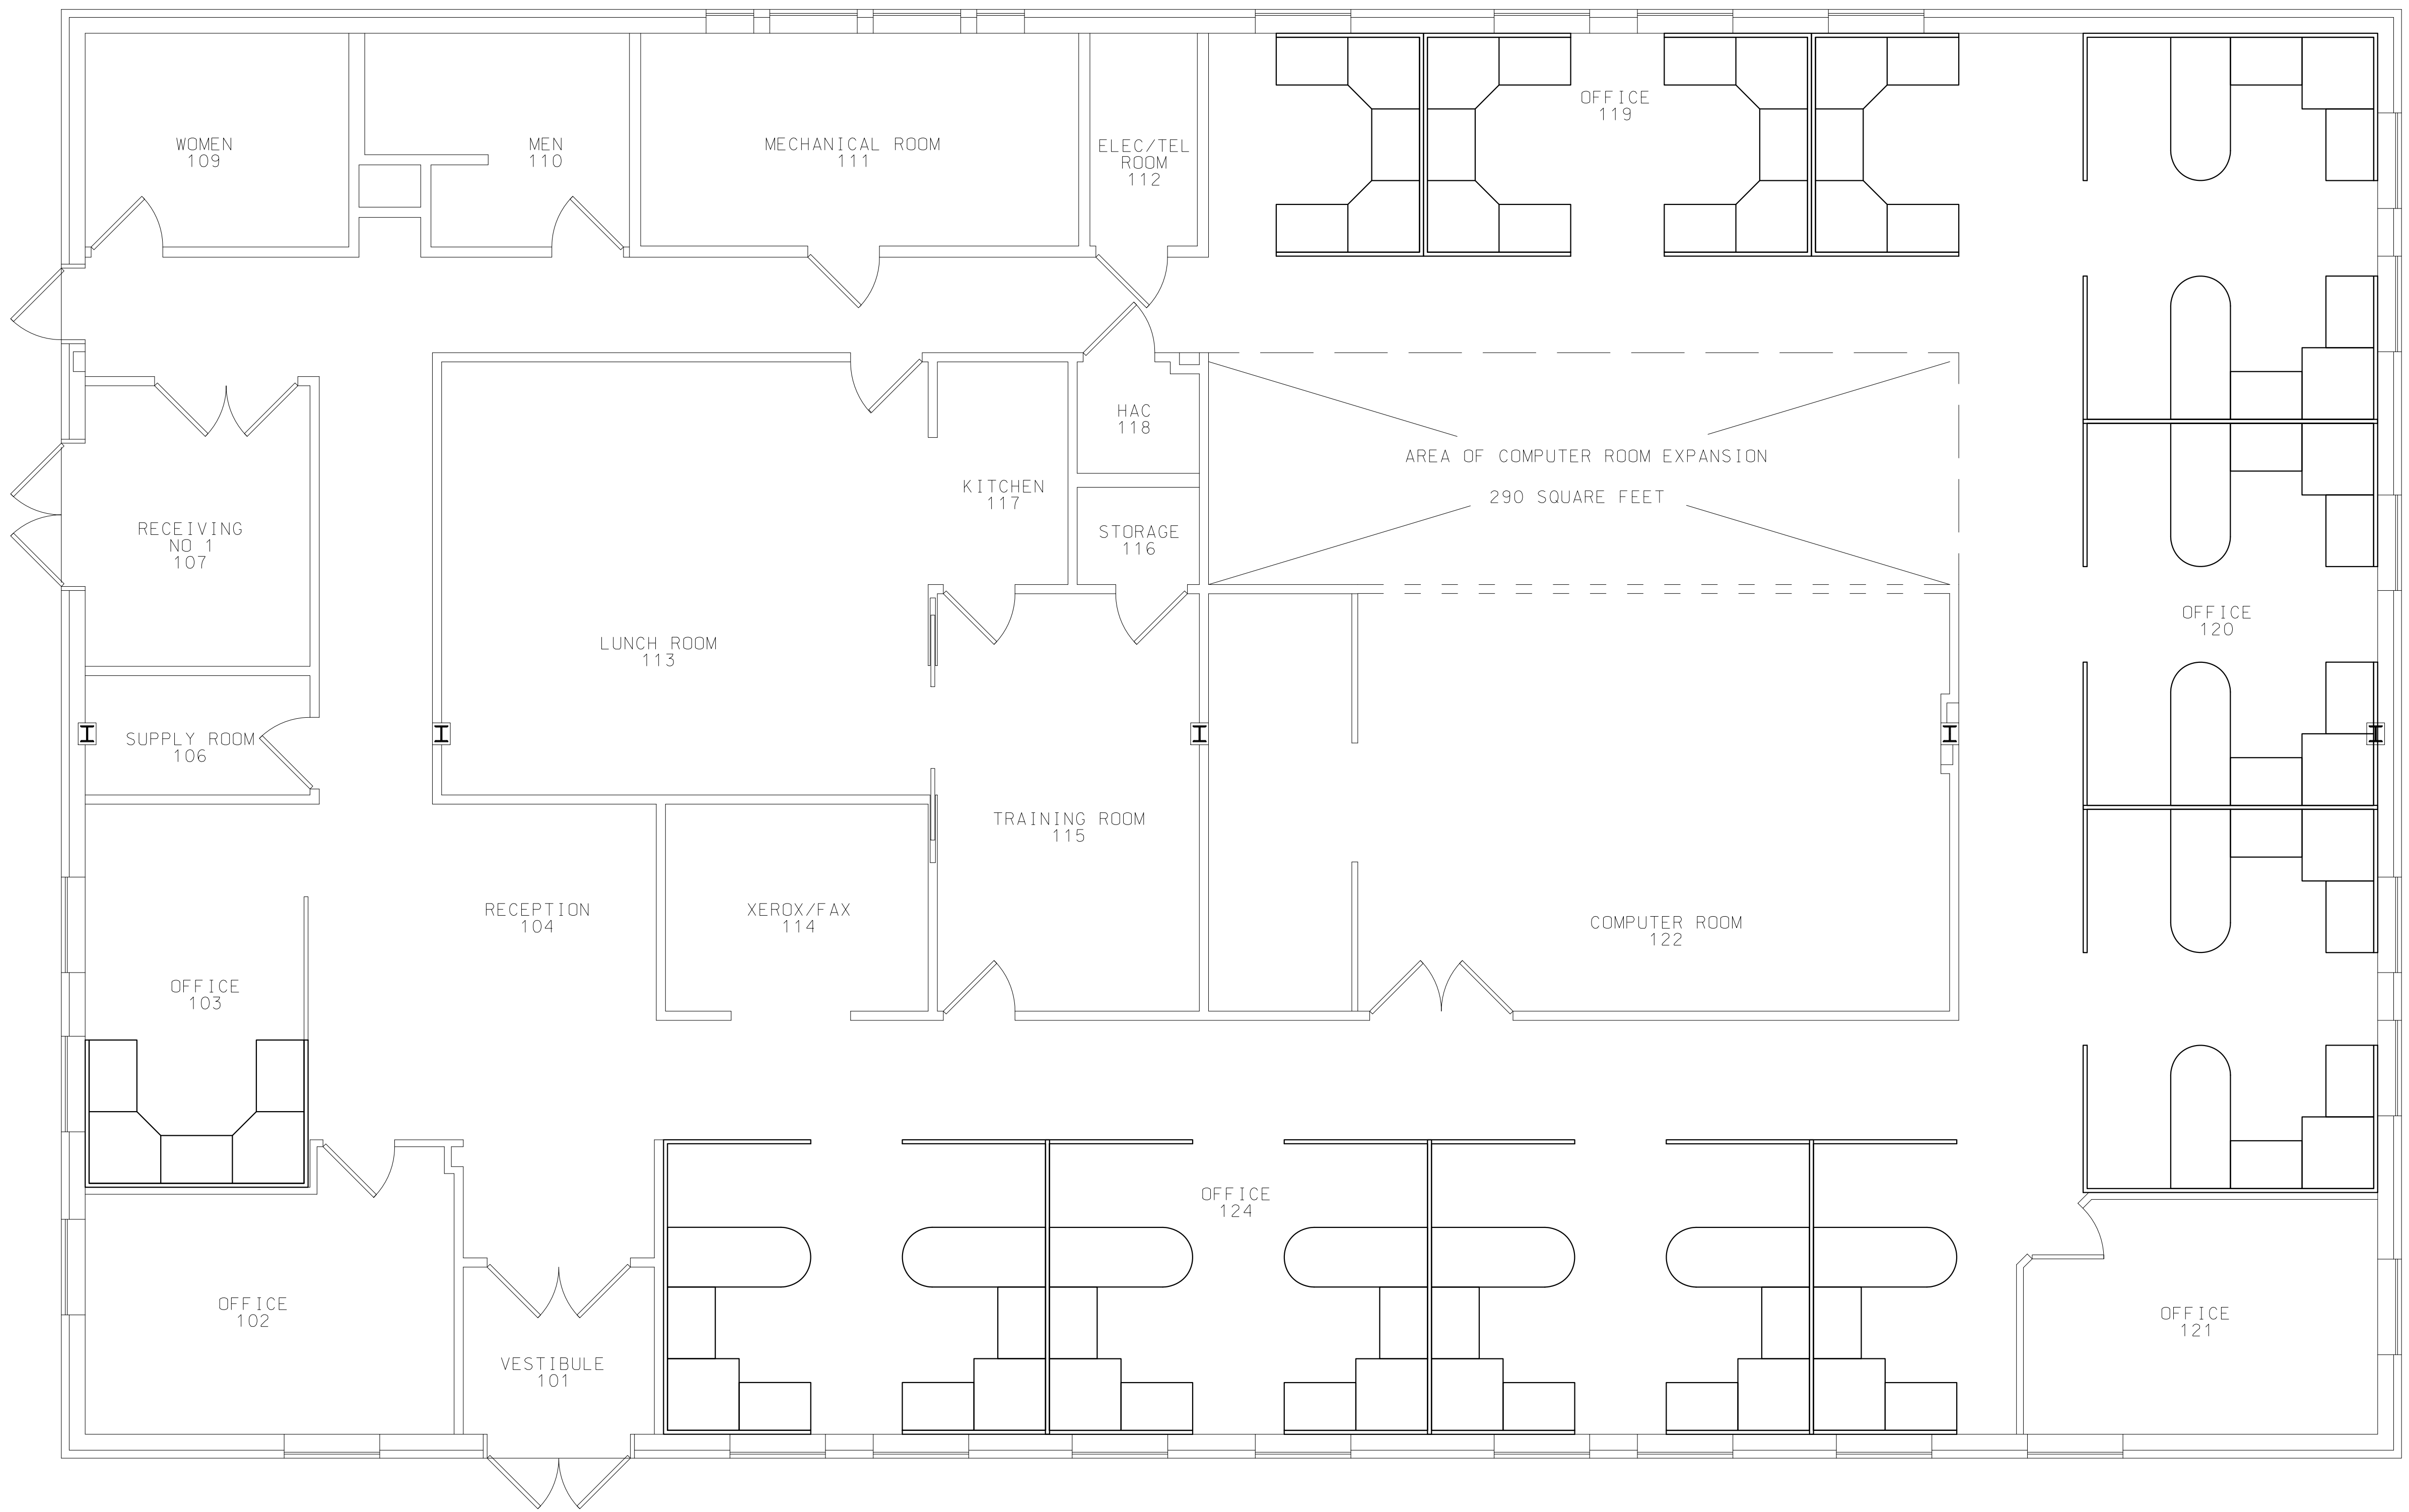 WOMEN
109
MEN
110
MECHANICAL ROOM
111
ELEC/TEL
ROOM
112
OFFICE
119
HAC
118
AREA OF COMPUTER ROOM EXPANSION
290 SQUARE FEET
KITCHEN
117
STORAGE
116
RECEIVING
NO 1
107
LUNCH ROOM
113
OFFICE
120
SUPPLY ROOM
106
TRAINING ROOM
115
RECEPTION
104
XEROX/FAX
114
COMPUTER ROOM
122
OFFICE
103
OFFICE
124
OFFICE
102
VESTIBULE
101
OFFICE
121